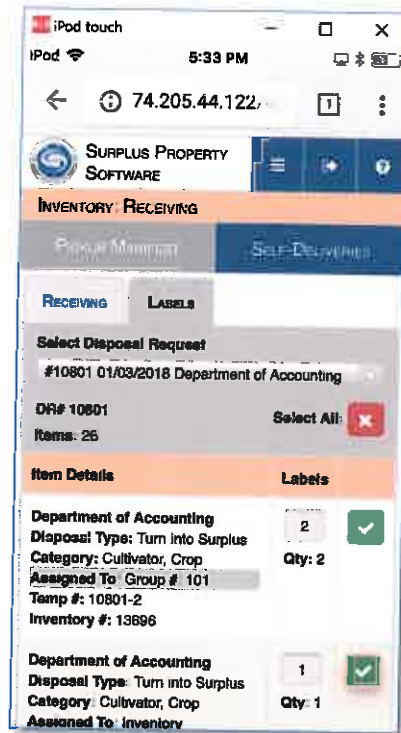 iPod touch
iPod 5:33 PM
74.205.44.122/ 1
SURPLUS PROPERTY
SOFTWARE
INVENTORY: RECEIVING
PICKUP MANIFEST SELF-DELIVERIES
RECEIVING LABELS
Select Disposal Request
#10801 01/03/2018 Department of Accounting
DR# 10801 Select All:
Items: 26
Item Details Labels
Department of Accounting 2
Disposal Type: Turn into Surplus
Category: Cultivator, Crop Qty: 2
Assigned To: Group # 101
Temp #: 10801-2
Inventory #: 13696
Department of Accounting 1
Disposal Type: Turn into Surplus
Category: Cultivator, Crop Qty: 1
Assigned To: Inventory